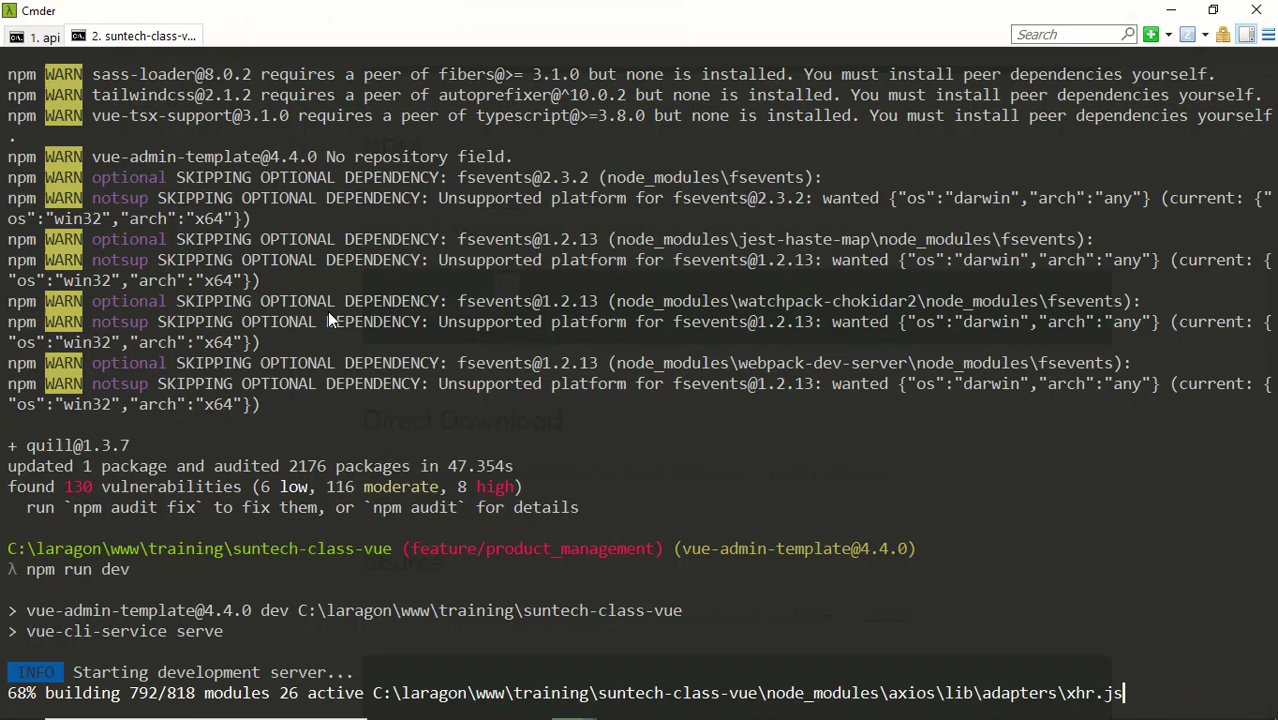 Cmder
1. api
2. suntech-class-v...
Search
npm WARN sass-loader@8.0.2 requires a peer of fibers@>= 3.1.0 but none is installed. You must install peer dependencies yourself.
npm WARN tailwindcss@2.1.2 requires a peer of autoprefixer@^10.0.2 but none is installed. You must install peer dependencies yourself.
npm WARN vue-tsx-support@3.1.0 requires a peer of typescript@>=3.8.0 but none is installed. You must install peer dependencies yourself
.
npm WARN vue-admin-template@4.4.0 No repository field.
npm WARN optional SKIPPING OPTIONAL DEPENDENCY: fsevents@2.3.2 (node_modules\fsevents):
npm WARN notsup SKIPPING OPTIONAL DEPENDENCY: Unsupported platform for fsevents@2.3.2: wanted {"os":"darwin","arch":"any"} (current: {"
os":"win32","arch":"x64"})
npm WARN optional SKIPPING OPTIONAL DEPENDENCY: fsevents@1.2.13 (node_modules\jest-haste-map\node_modules\fsevents):
npm WARN notsup SKIPPING OPTIONAL DEPENDENCY: Unsupported platform for fsevents@1.2.13: wanted {"os":"darwin","arch":"any"} (current: {
"os":"win32","arch":"x64"})
npm WARN optional SKIPPING OPTIONAL DEPENDENCY: fsevents@1.2.13 (node_modules\watchpack-chokidar2\node_modules\fsevents):
npm WARN notsup SKIPPING OPTIONAL DEPENDENCY: Unsupported platform for fsevents@1.2.13: wanted {"os":"darwin","arch":"any"} (current: {
"os":"win32","arch":"x64"})
npm WARN optional SKIPPING OPTIONAL DEPENDENCY: fsevents@1.2.13 (node_modules\webpack-dev-server\node_modules\fsevents):
npm WARN notsup SKIPPING OPTIONAL DEPENDENCY: Unsupported platform for fsevents@1.2.13: wanted {"os":"darwin","arch":"any"} (current: {
"os":"win32","arch":"x64"})
Direct Download
+ quill@1.3.7
updated 1 package and audited 2176 packages in 47.354s
found 130 vulnerabilities (6 low, 116 moderate, 8 high)
run `npm audit fix` to fix them, or `npm audit` for details
C:\laragon\www\training\suntech-class-vue (feature/product_management) (vue-admin-template@4.4.0)
Source
λ npm run dev
> vue-admin-template@4.4.0 dev C:\laragon\www\training\suntech-class-vue
> vue-cli-service serve
INFO Starting development server...
68% building 792/818 modules 26 active C:\laragon\www\training\suntech-class-vue\node_modules\axios\lib\adapters\xhr.js